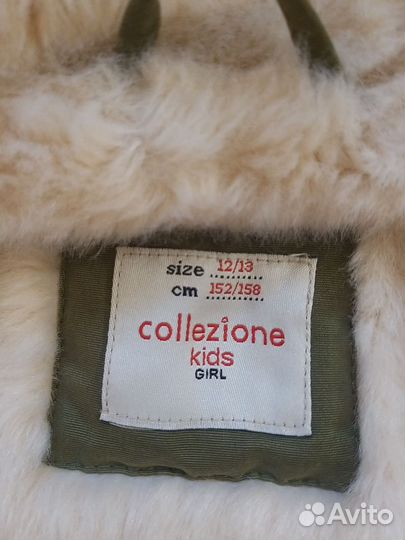 size 12/13
cm 152/158
collezione
kids
GIRL
Avito